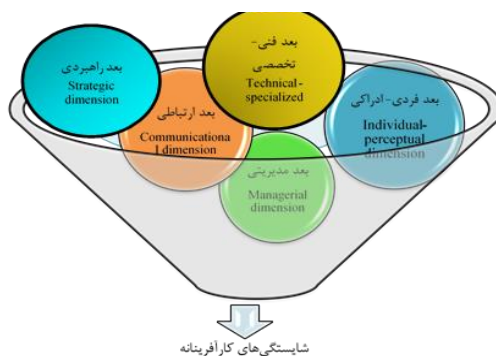 بعد راهبردی
Strategic
dimension
بعد فنی-
تخصصی
Technical-
specialized
بعد ارتباطی
Communicationa
l dimension
بعد فردی-ادراکی
Individual-
perceptual
dimension
بعد مدیریتی
Managerial
dimension
شایستگی‌های کارآفرینانه